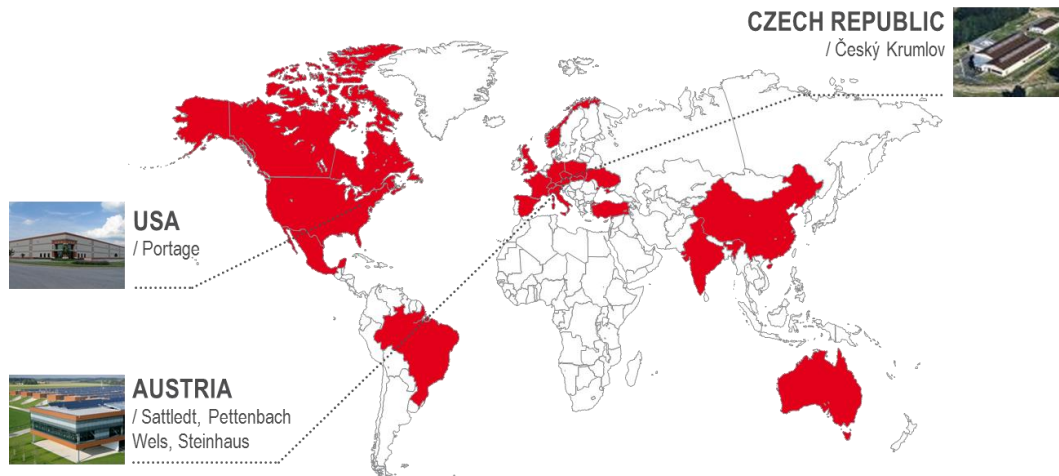 CZECH REPUBLIC
/ Český Krumlov
USA
/ Portage
AUSTRIA
/ Sattledt, Pettenbach
Wels, Steinhaus